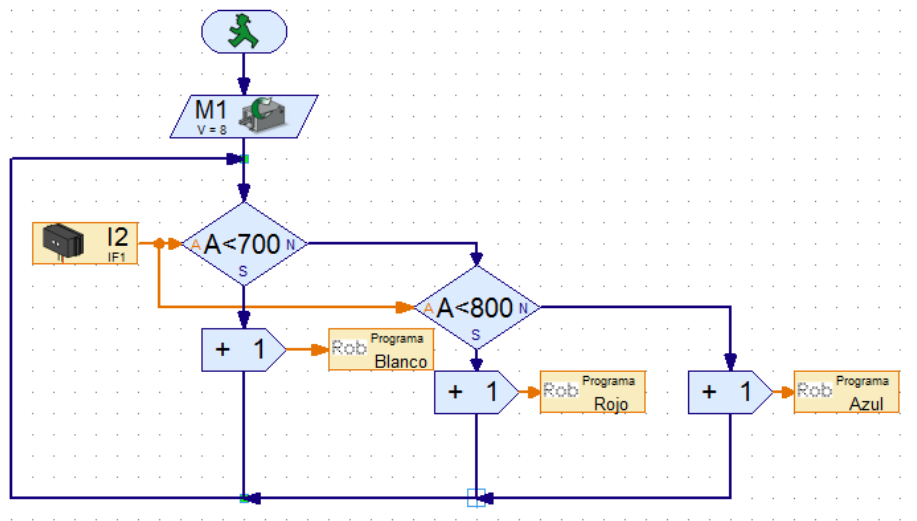 M1
V = 8
I2
IF1
A A<700 N
S
A A<800 N
S
+ 1
Rob Programa
Blanco
+ 1
Rob Programa
Rojo
+ 1
Rob Programa
Azul